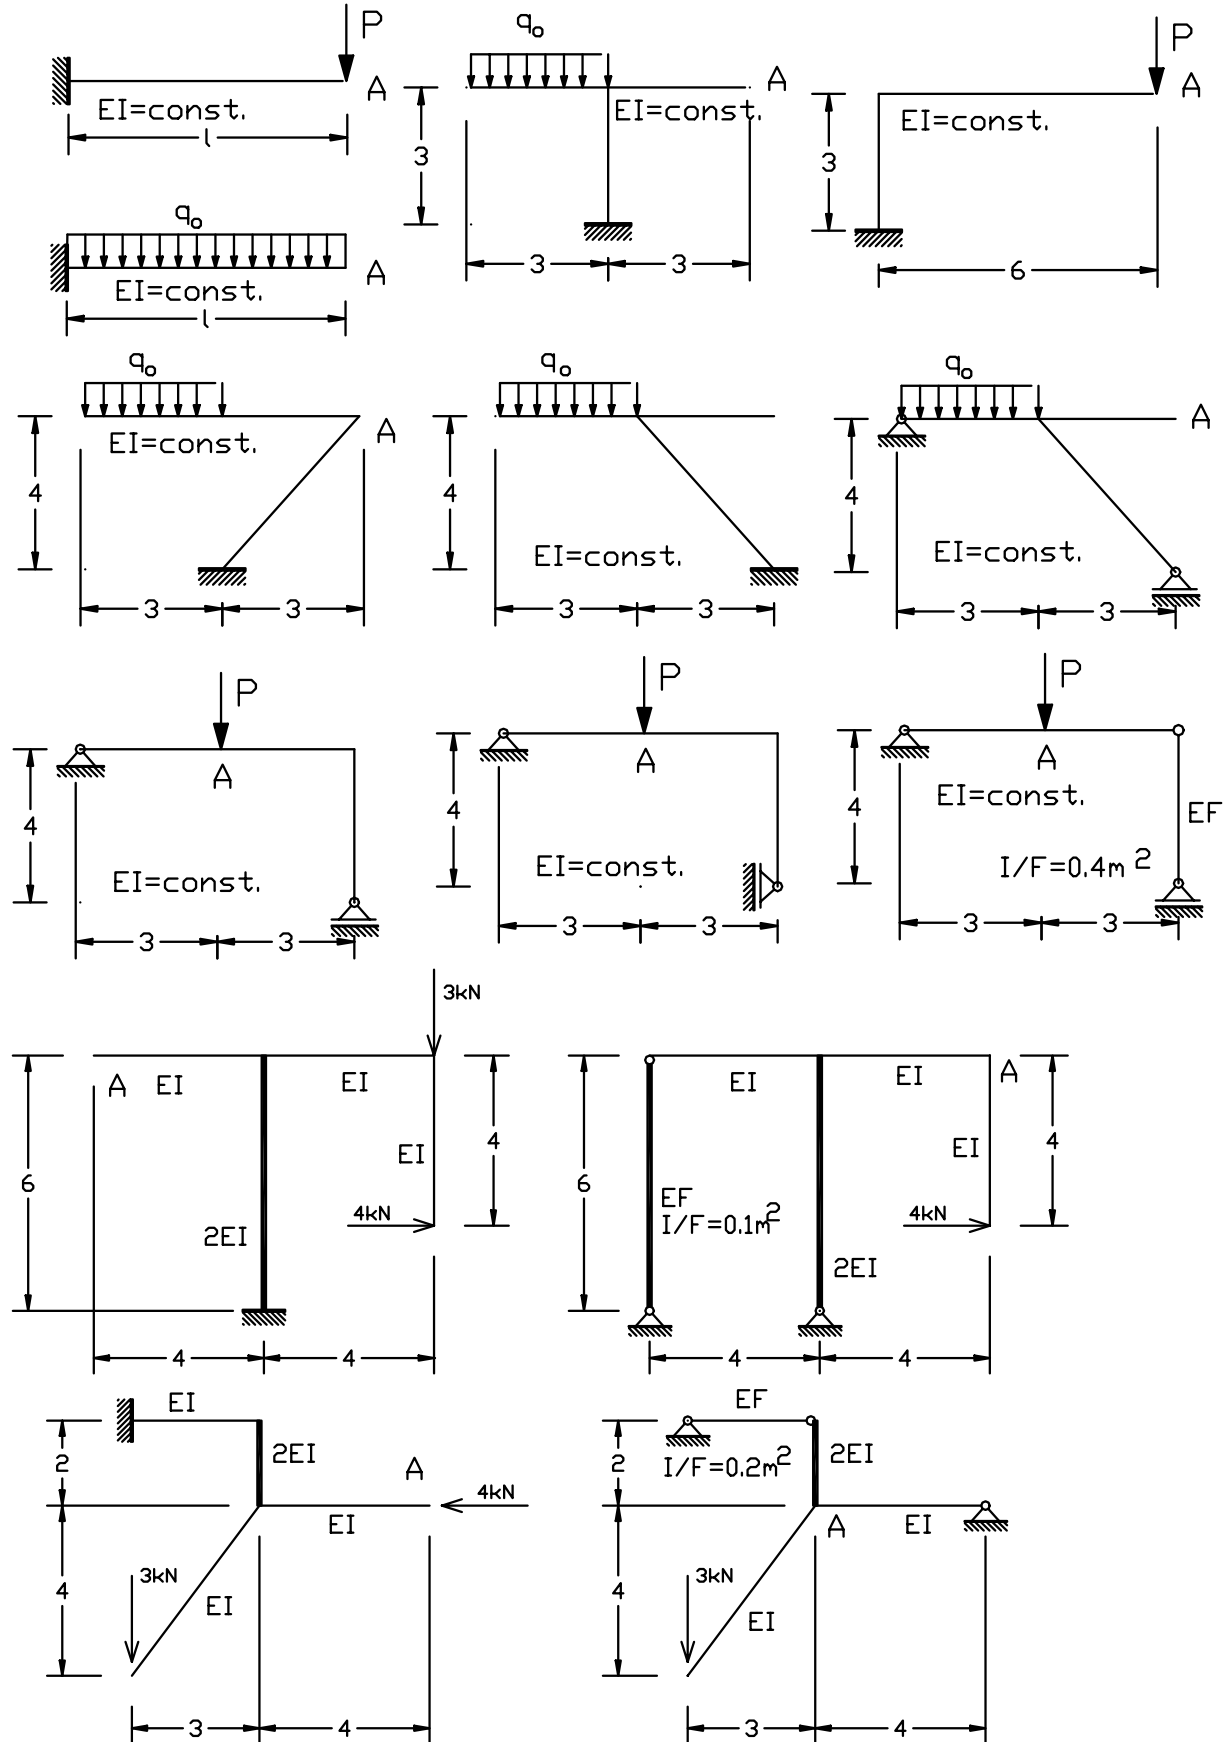 P
A
EI=const.
l
q₀
A
EI=const.
3
3
3
P
A
EI=const.
3
6
q₀
A
EI=const.
l
q₀
A
EI=const.
4
3
3
q₀
4
EI=const.
3
3
q₀
A
4
EI=const.
3
3
P
A
4
EI=const.
3
3
P
A
4
EI=const.
3
3
P
A
EI=const.
4
EF
I/F=0.4m²
3
3
3kN
A
EI
EI
4
EI
6
4kN
2EI
4
4
EI
EI
A
4
EI
6
EF
I/F=0.1m²
4kN
2EI
4
4
EI
2
2EI
A
4kN
EI
3kN
4
EI
3
4
EF
2
I/F=0.2m²
2EI
A
EI
3kN
4
EI
3
4